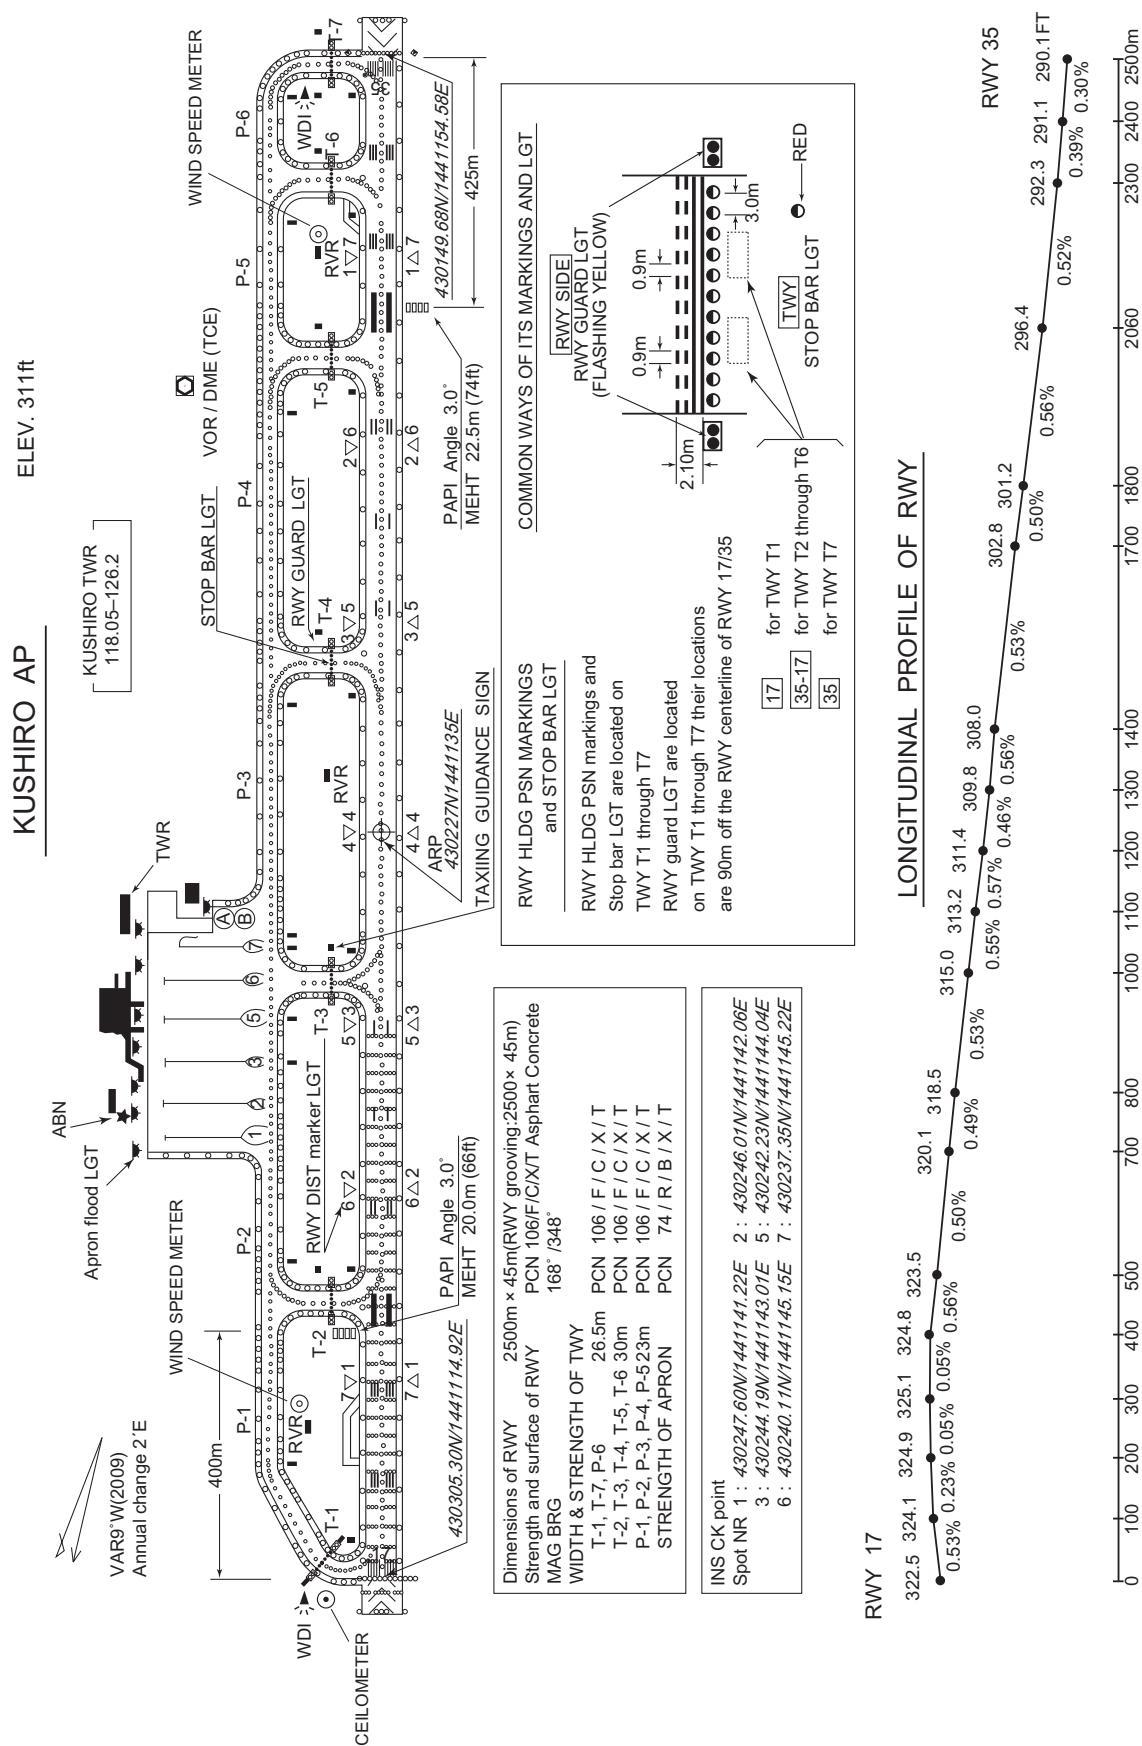 KUSHIRO AP
ELEV. 311ft
KUSHIRO TWR
118.05–126.2
VOR / DME (TCE)
VAR9°W(2009)
Annual change 2´E
ABN
Apron flood LGT
TWR
WIND SPEED METER
WIND SPEED METER
STOP BAR LGT
RWY GUARD LGT
1
2
3
5
6
7
A
B
P-1
P-2
P-3
P-4
P-5
P-6
400m
WDI
CEILOMETER
T-1
T-2
T-3
T-4
T-5
T-6
T-7
WDI
RVR
RVR
RVR
RWY DIST marker LGT
7▽1
6▽2
5▽3
4▽4
3▽5
2▽6
1▽7
17
35
7△1
6△2
5△3
4△4
3△5
2△6
1△7
430305.30N/1441114.92E
PAPI Angle 3.0°
MEHT 20.0m (66ft)
ARP
430227N1441135E
TAXIING GUIDANCE SIGN
PAPI Angle 3.0°
MEHT 22.5m (74ft)
430149.68N/1441154.58E
425m
Dimensions of RWY 2500m × 45m(RWY grooving:2500× 45m)
Strength and surface of RWY PCN 106/F/C/X/T Asphart Concrete
MAG BRG 168° /348°
WIDTH & STRENGTH OF TWY
T-1, T-7, P-6 26.5m PCN 106 / F / C / X / T
T-2, T-3, T-4, T-5, T-6 30m PCN 106 / F / C / X / T
P-1, P-2, P-3, P-4, P-5 23m PCN 106 / F / C / X / T
STRENGTH OF APRON PCN 74 / R / B / X / T
INS CK point
Spot NR 1 : 430247.60N/1441141.22E 2 : 430246.01N/1441142.06E
3 : 430244.19N/1441143.01E 5 : 430242.23N/1441144.04E
6 : 430240.11N/1441145.15E 7 : 430237.35N/1441145.22E
RWY HLDG PSN MARKINGS
and STOP BAR LGT
RWY HLDG PSN markings and
Stop bar LGT are located on
TWY T1 through T7
RWY guard LGT are located
on TWY T1 through T7 their locations
are 90m off the RWY centerline of RWY 17/35
COMMON WAYS OF ITS MARKINGS AND LGT
RWY SIDE
RWY GUARD LGT
(FLASHING YELLOW)
0.9m
0.9m
2.10m
3.0m
RED
TWY
STOP BAR LGT
17 for TWY T1
35-17 for TWY T2 through T6
35 for TWY T7
LONGITUDINAL PROFILE OF RWY
RWY 17
RWY 35
322.5 324.1 324.9 325.1 324.8 323.5 320.1 318.5 315.0 313.2 311.4 309.8 308.0 302.8 301.2 296.4 292.3 291.1 290.1FT
0.53% 0.23% 0.05% 0.05% 0.56% 0.50% 0.49% 0.53% 0.55% 0.57% 0.46% 0.56% 0.53% 0.50% 0.56% 0.52% 0.39% 0.30%
0 100 200 300 400 500 700 800 1000 1100 1200 1300 1400 1700 1800 2060 2300 2400 2500m